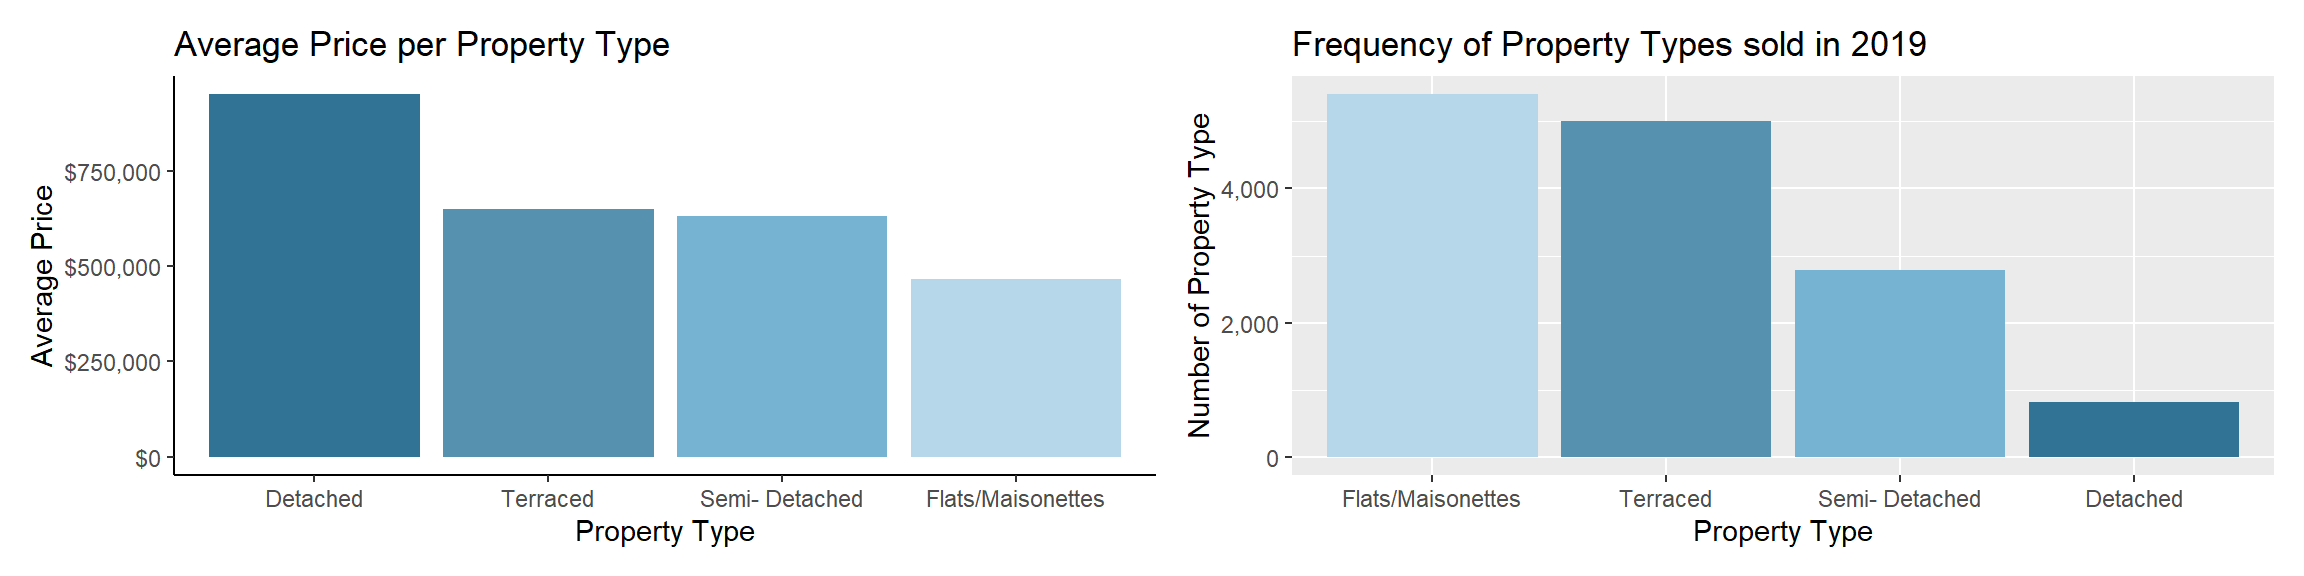 Average Price per Property Type
Average Price
$750,000
$500,000
$250,000
$0
Detached Terraced Semi- Detached Flats/Maisonettes
Property Type
Frequency of Property Types sold in 2019
Number of Property Type
4,000
2,000
0
Flats/Maisonettes Terraced Semi- Detached Detached
Property Type